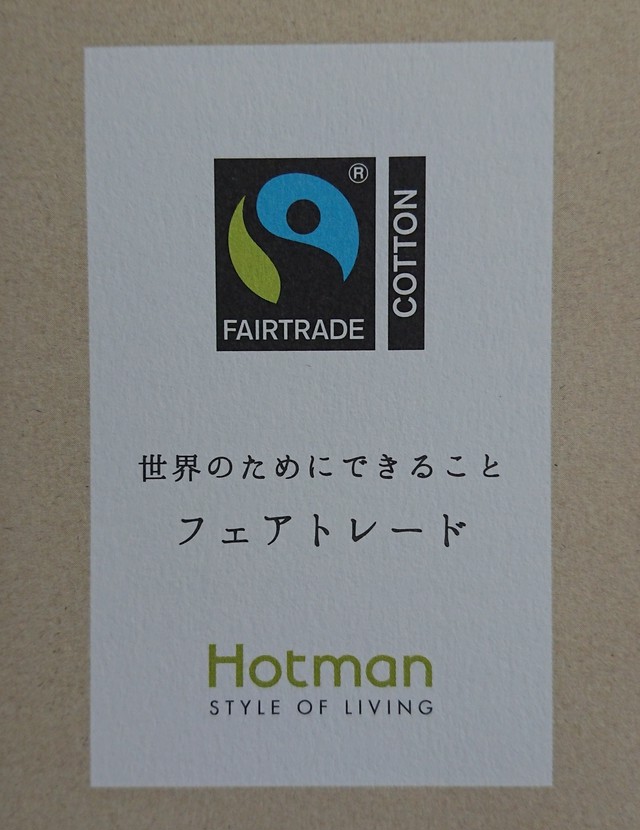 ®
FAIRTRADE
COTTON
世界のためにできること
フェアトレード
Hotman
STYLE OF LIVING